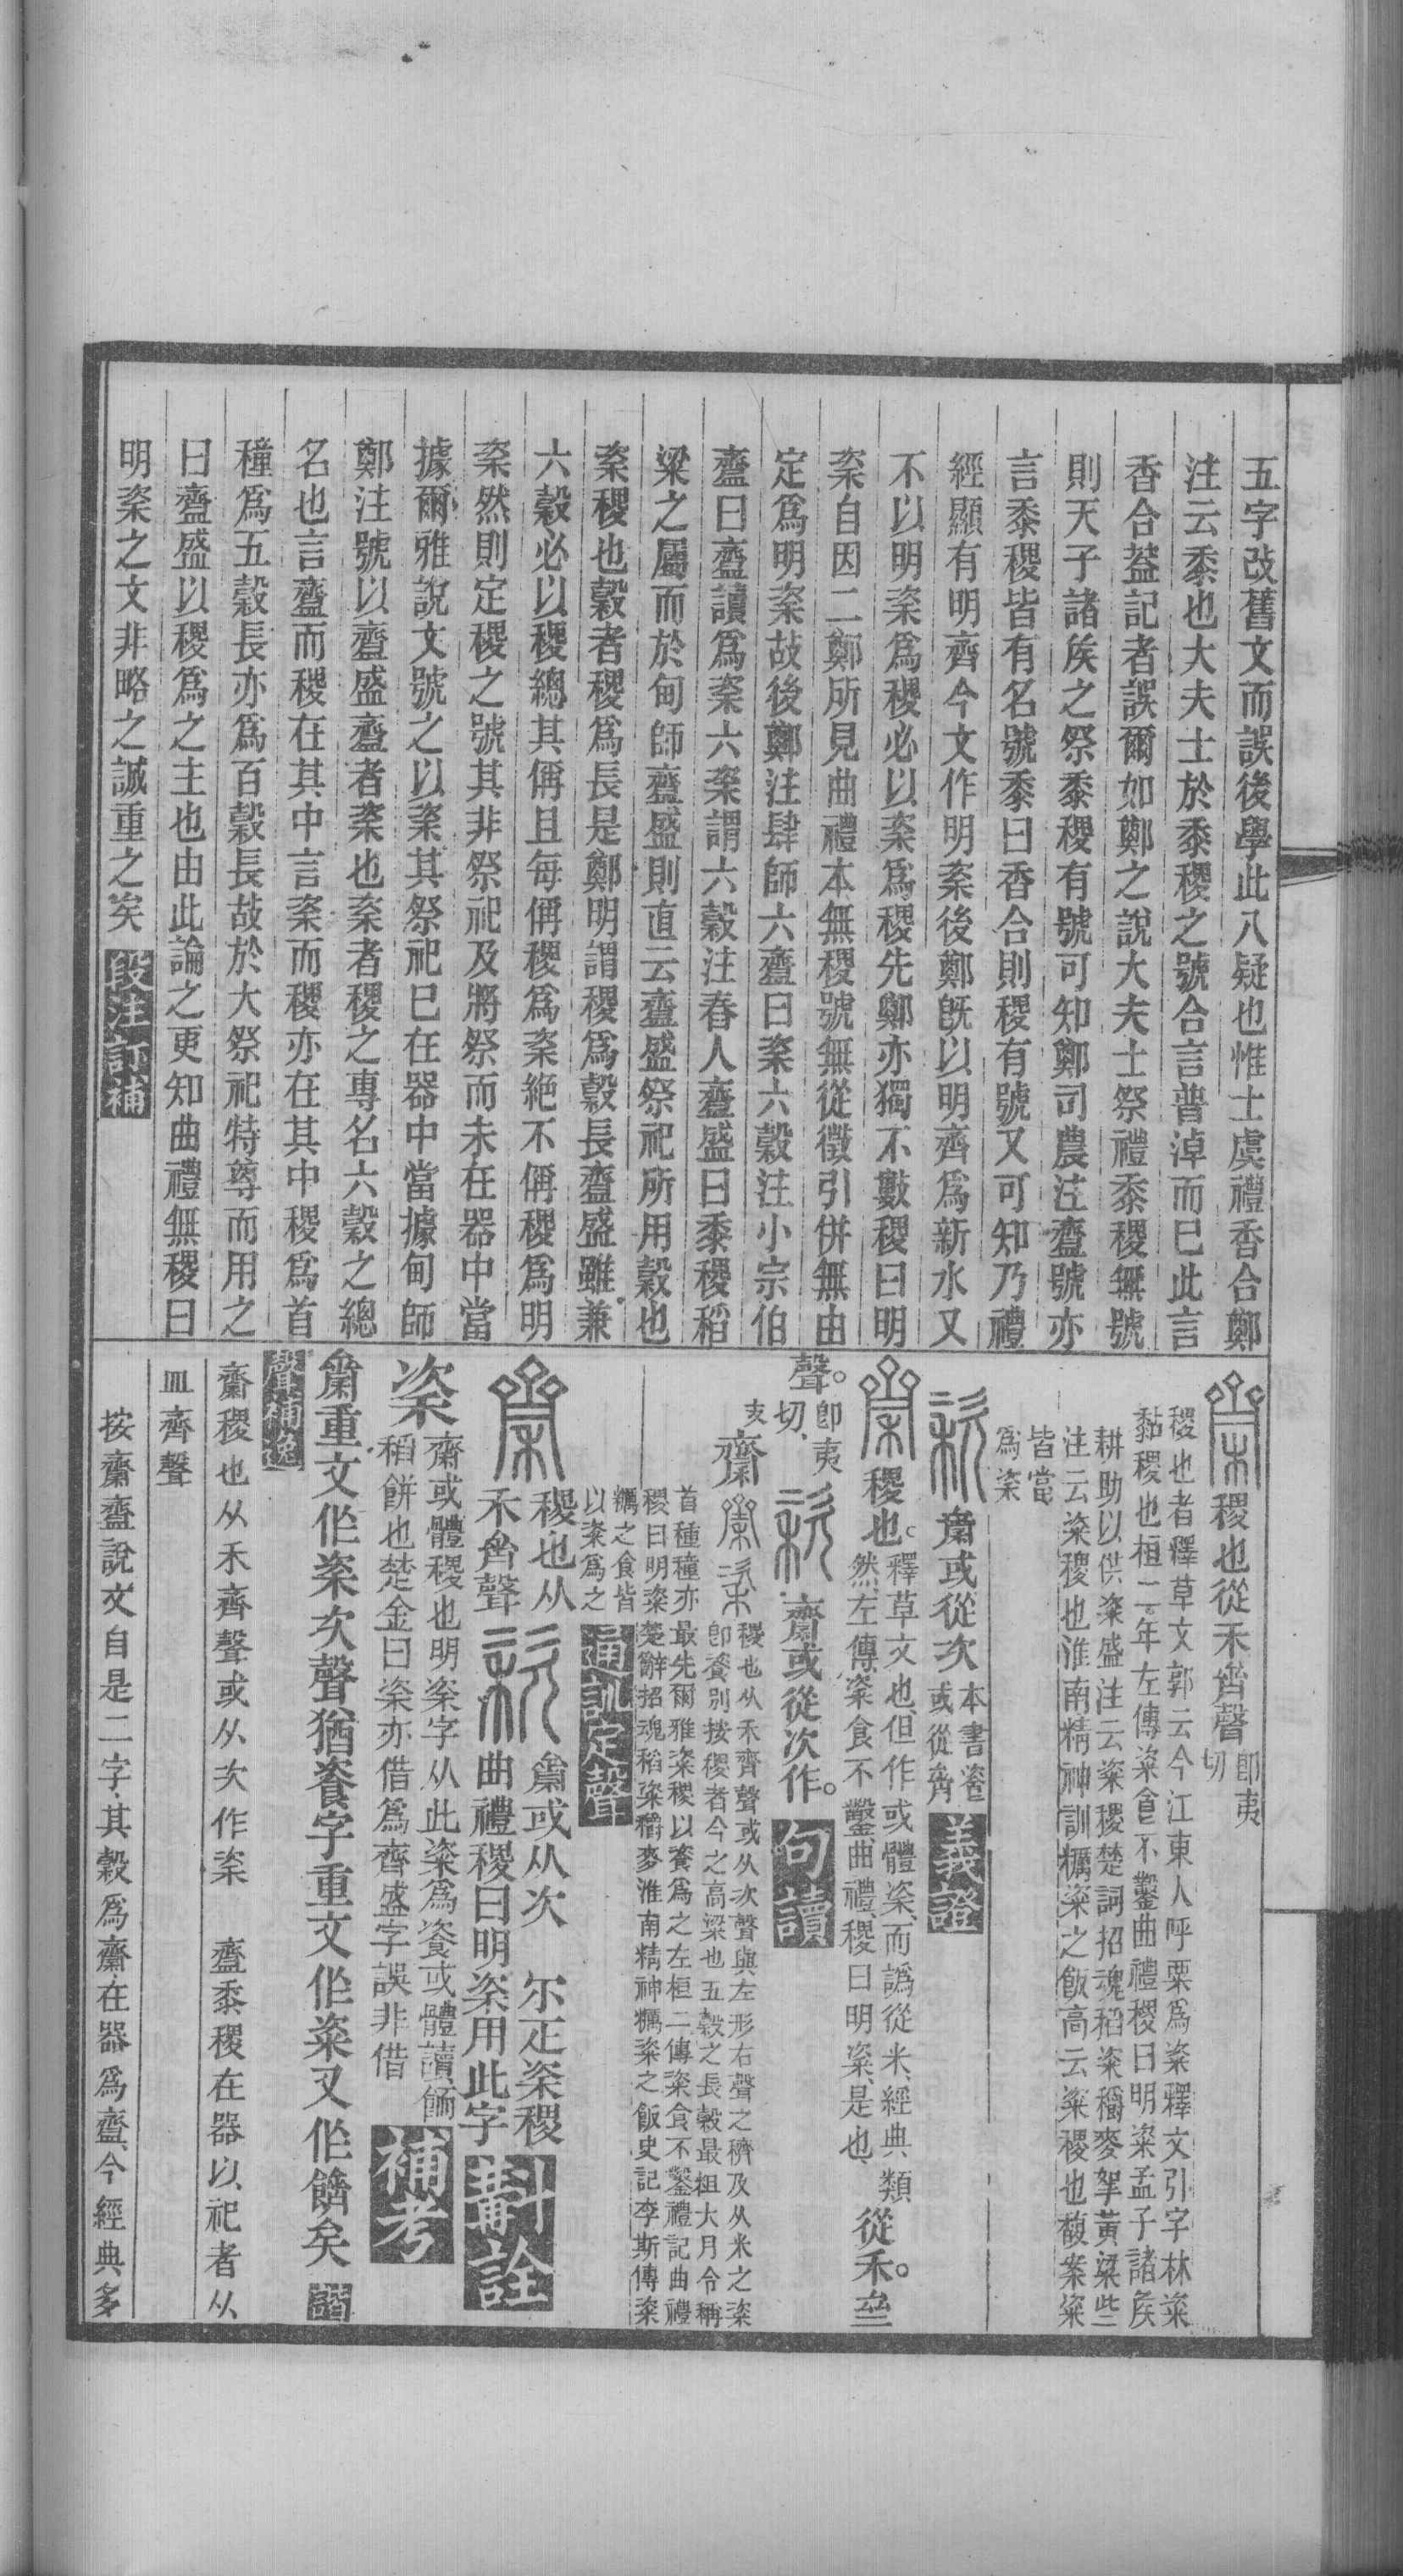 五字改舊文而誤後學此八疑也惟士虞禮香合鄭
注云黍也大夫士於黍稷之號合言普淖而已此言
香合葢記者誤爾如鄭之說大夫士祭禮黍稷無號
則天子諸矦之祭黍稷有號可知鄭司農注齍號亦
言黍稷皆有名號黍曰香合則稷有號又可知乃禮
經顯有明齊今文作明粢後鄭旣以明齊爲新水又
不以明粢爲稷必以粢爲稷先鄭亦獨不數稷曰明
粢自因二鄭所見曲禮本無稷號無從徵引併無由
定爲明粢故後鄭注肆師六齍曰粢六穀注小宗伯
齍曰齍讀爲粢六粢謂六穀注舂人齍盛曰黍稷稻
粱之屬而於甸師齍盛則直云齍盛祭祀所用穀也
粢稷也穀者稷爲長是鄭明謂稷爲穀長齍盛雖兼
六穀必以稷總其偁且每偁稷爲粢絶不偁稷爲明
粢然則定稷之號其非祭祀及將祭而未在器中當
據爾雅說文號之以粢其祭祀巳在器中當據甸師
鄭注號以齍盛齍者粢也粢者稷之專名六穀之總
名也言齍而稷在其中言粢而稷亦在其中稷爲首
穜爲五穀長亦爲百穀長故於大祭祀特尊而用之
曰齍盛以稷爲之主也由此論之更知曲禮無稷曰
明粢之文非略之誠重之矣 段注訂補
稷也從禾𠫼聲 卽夷切
稷也者釋草文郭云今江東人呼粟爲粢釋文引字林粢
黏稷也桓二年左傳粢食不鑿曲禮稷曰明粢孟子諸矦
耕助以供粢盛注云粢稷楚詞招魂稻粢穱麥挐黃粱些
注云粢稷也淮南精神訓糲粢之飯高云粢稷也馥案粢
皆當
爲䊆
𪗉或從次 本書𩜴或從𠫼 義證
稷也。釋草文也、但作或體粢、而譌從米、經典類
然、左傳、粢食不鑿、曲禮、稷曰明粢、是也、從禾。𠫼
聲。卽夷切、 齋或從次作。 句讀
支 齋 稷也从禾齊聲或从次聲與左形右聲之穧及从米之粢
卽餈別按稷者今之高粱也五穀之長穀最粗大月令稱
首種穜亦最先爾雅粢稷以餈爲之左桓二傳粢食不鑿禮記曲禮
稷曰明粢楚辭招魂稻粢穱麥淮南精神糲粢之飯史記李斯傳粢
糲之食皆
以粢爲之 通訓定聲
稷也从禾𠫼聲 𪗉或从次 尔疋粢稷
曲禮稷曰明粢用此字 斠詮
粢 齋或體稷也明粢字从此粢爲餈或體讀餰
稻餅也楚金曰粢亦借爲齊盛字誤非借 補考
𪗉重文作粢次聲猶餈字重文作粢又作䭣矣 諧
聲補逸
齋稷也从禾齊聲或从次作粢　齍黍稷在器以祀者从
皿齊聲
按齋齍說文自是二字、其穀爲齋、在器爲齍、今經典多